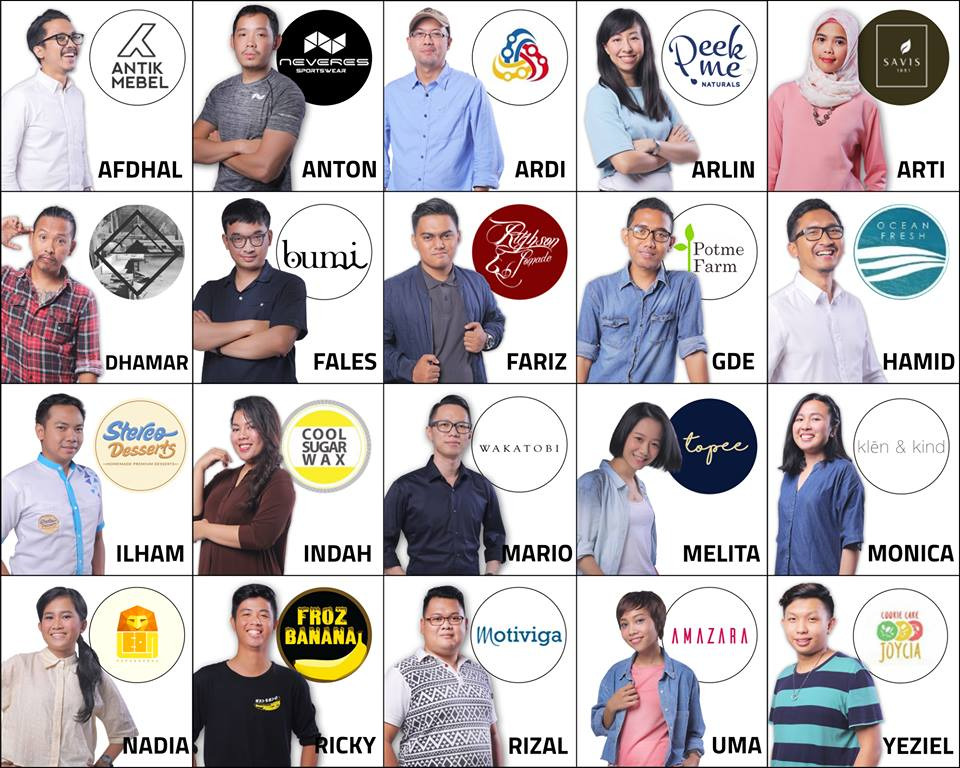 ANTIK
MEBEL
AFDHAL
NEVERES
SPORTSWEAR
ANTON
ARDI
Peek
me
NATURALS
ARLIN
SAVIS
1981
ARTI
DHAMAR
bumi
FALES
Pomade
FARIZ
Potme
Farm
GDE
OCEAN
FRESH
HAMID
Stereo
Desserts
HOMEMADE PREMIUM DESSERTS
ILHAM
COOL
SUGAR
WAX
INDAH
WAKATOBI
MARIO
topee
MELITA
klēn & kind
MONICA
NADIA
FROZ
BANANA
RICKY
Motiviga
RIZAL
AMAZARA
UMA
COOKIE CAKE
JOYCIA
YEZIEL